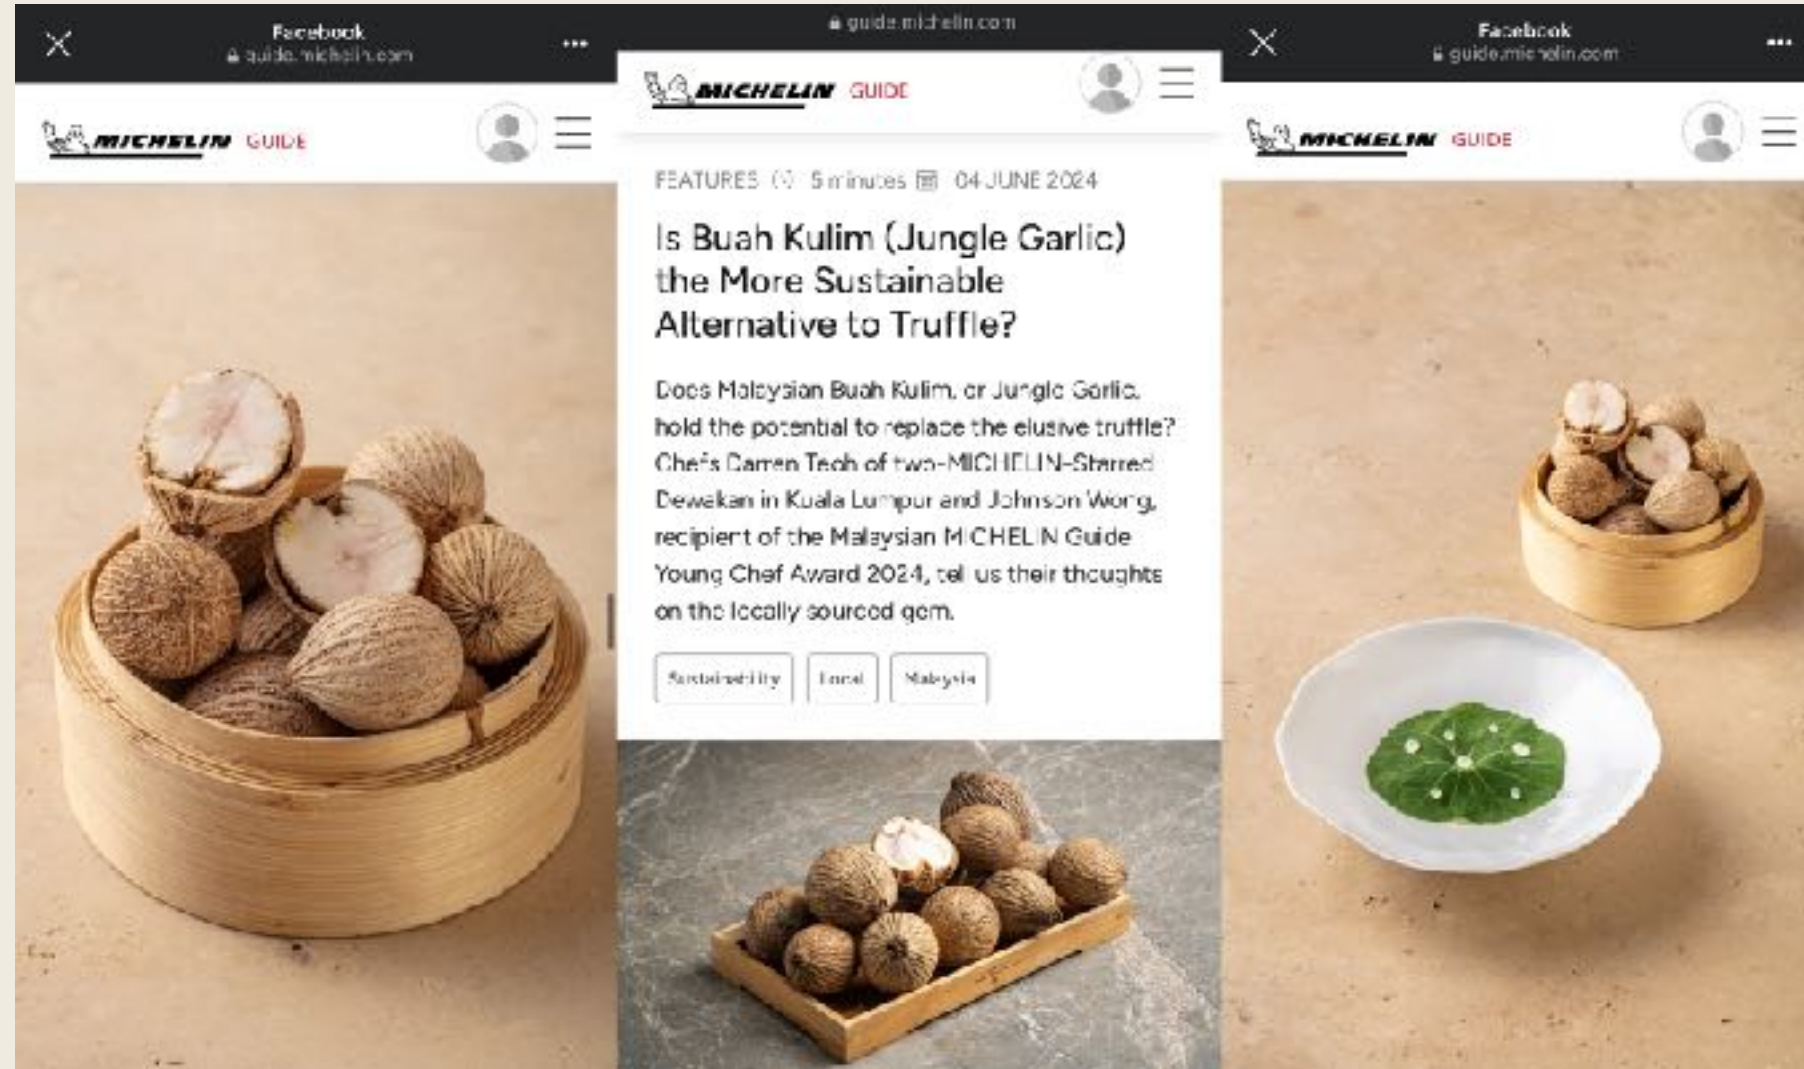 Facebook
guide.michelin.com
MICHELIN GUIDE
guide.michelin.com
MICHELIN GUIDE
FEATURES 5 minutes 04 JUNE 2024
Is Buah Kulim (Jungle Garlic)
the More Sustainable
Alternative to Truffle?
Does Malaysian Buah Kulim, or Jungle Garlic,
hold the potential to replace the elusive truffle?
Chefs Darren Teoh of two-MICHELIN-Starred
Dewakan in Kuala Lumpur and Johnson Wong,
recipient of the Malaysian MICHELIN Guide
Young Chef Award 2024, tell us their thoughts
on the locally sourced gem.
Sustainability Local Malaysia
Facebook
guide.michelin.com
MICHELIN GUIDE